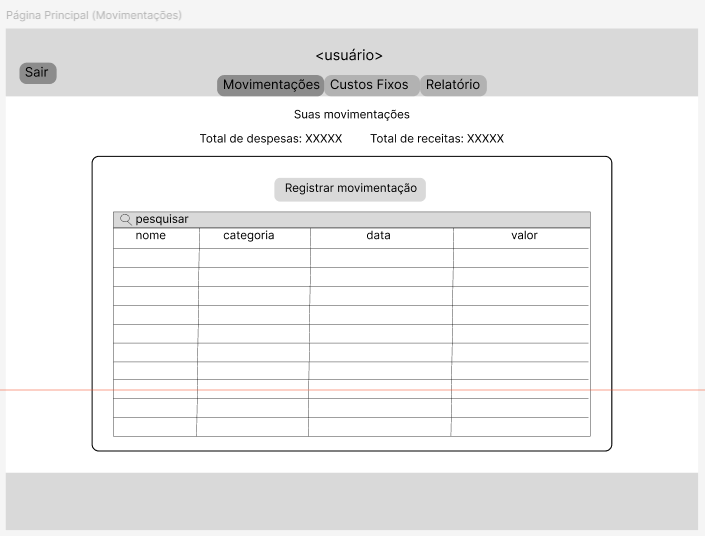 Página Principal (Movimentações)
<usuário>
Sair
Movimentações Custos Fixos Relatório
Suas movimentações
Total de despesas: XXXXX Total de receitas: XXXXX
Registrar movimentação
pesquisar
nome categoria data valor